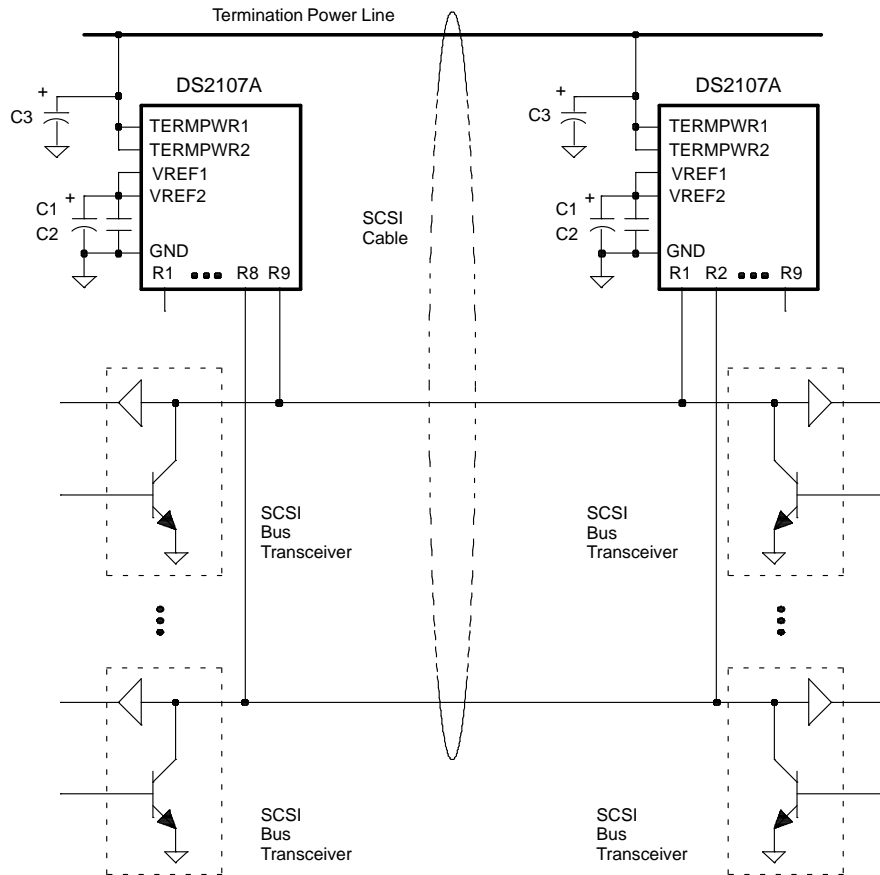 Termination Power Line
DS2107A
DS2107A
+
C3
TERMPWR1
TERMPWR2
VREF1
VREF2
+
C1
C2
GND
R1 ••• R8 R9
SCSI
Cable
+
C3
TERMPWR1
TERMPWR2
VREF1
VREF2
+
C1
C2
GND
R1 R2 ••• R9
SCSI
Bus
Transceiver
SCSI
Bus
Transceiver
SCSI
Bus
Transceiver
SCSI
Bus
Transceiver